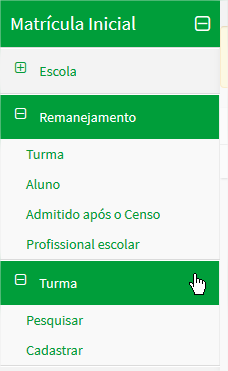 Matrícula Inicial
Escola
Remanejamento
Turma
Aluno
Admitido após o Censo
Profissional escolar
Turma
Pesquisar
Cadastrar